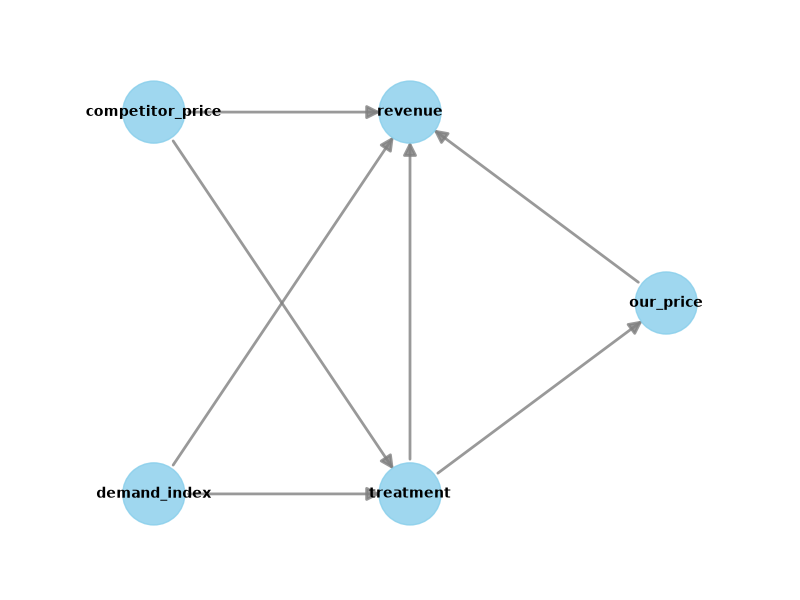 competitor_price
revenue
our_price
demand_index
treatment